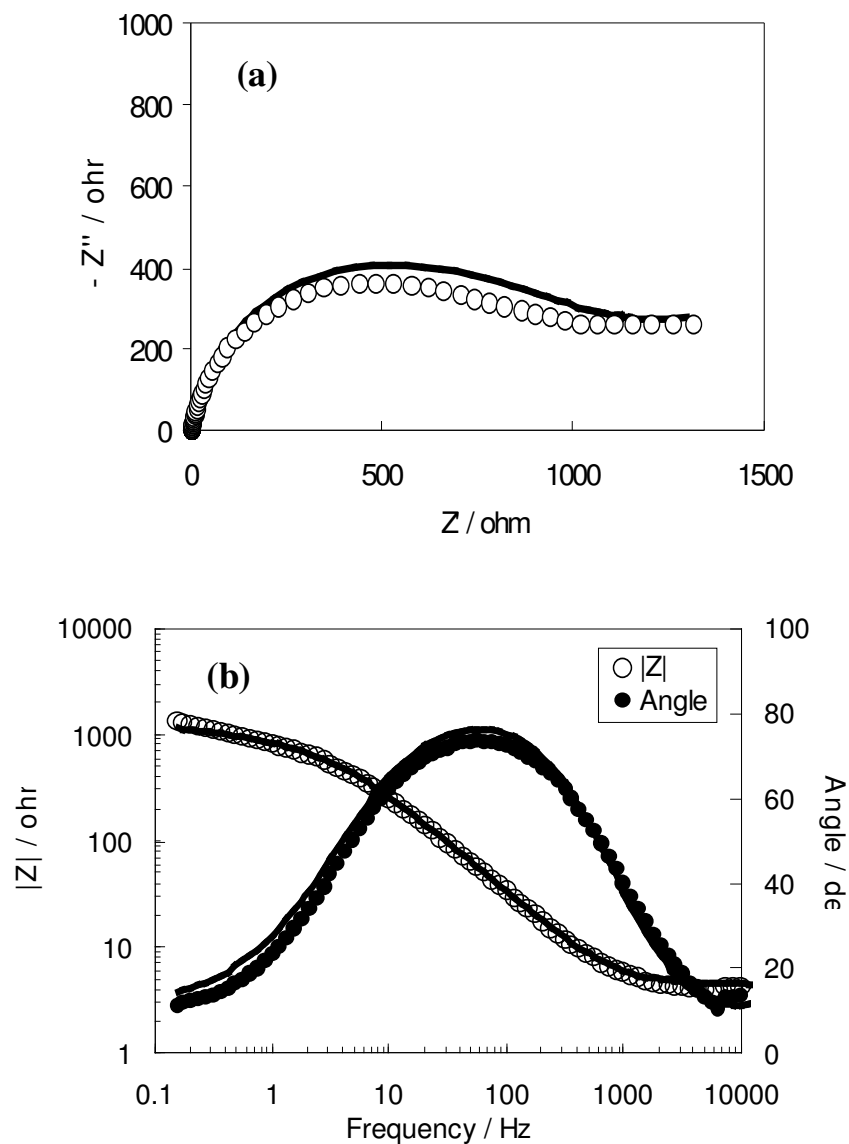 (a)
1000
800
600
400
200
0
- Z'' / ohr
0 500 1000 1500
Z' / ohm
(b)
|Z|
Angle
10000
1000
100
10
1
|Z| / ohr
100
80
60
40
20
0
Angle / de
0.1 1 10 100 1000 10000
Frequency / Hz